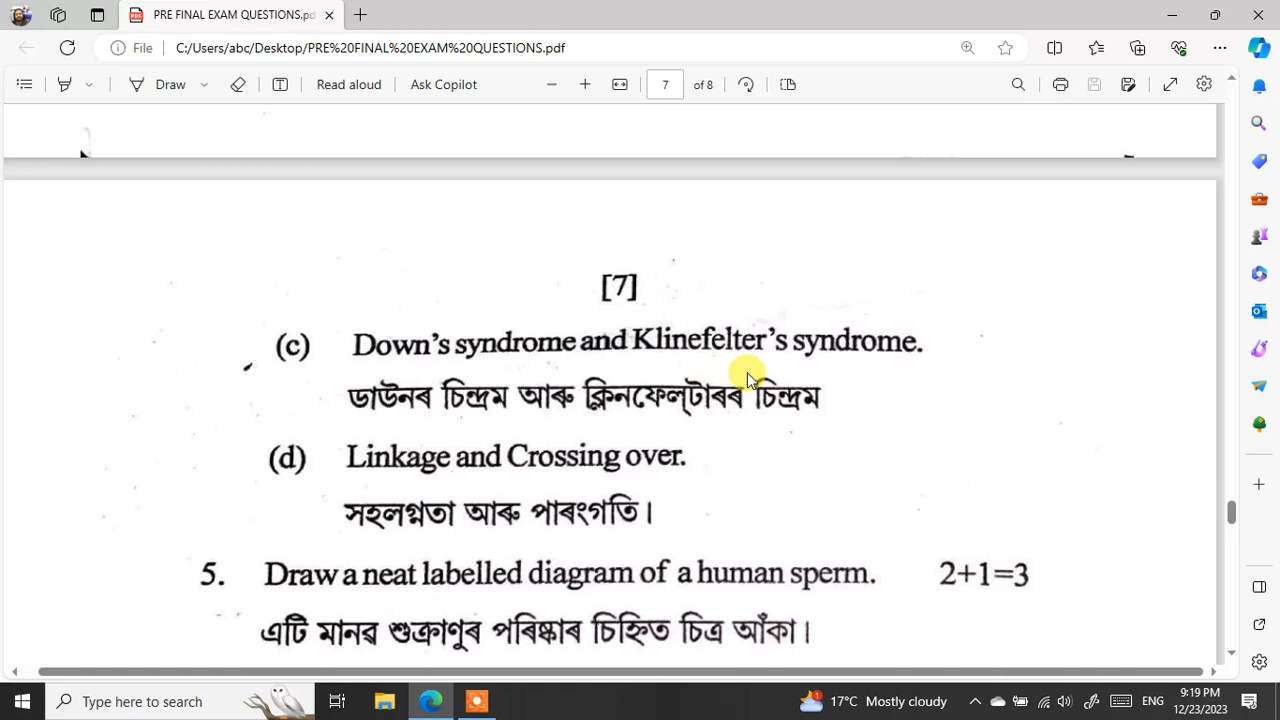 PRE FINAL EXAM QUESTIONS.pd
File C:/Users/abc/Desktop/PRE%20FINAL%20EXAM%20QUESTIONS.pdf
Draw Read aloud Ask Copilot 7 of 8
[7]
(c) Down's syndrome and Klinefelter's syndrome.
ডাউনৰ চিন্দ্ৰম আৰু ক্লিনফেল্টাৰৰ চিন্দ্ৰম
(d) Linkage and Crossing over.
সহলগ্নতা আৰু পাৰংগতি।
5. Draw a neat labelled diagram of a human sperm. 2+1=3
এটি মানৱ শুক্ৰাণুৰ পৰিষ্কাৰ চিহ্নিত চিত্ৰ আঁকা।
Type here to search 1 17°C Mostly cloudy ENG 9:19 PM
12/23/2023